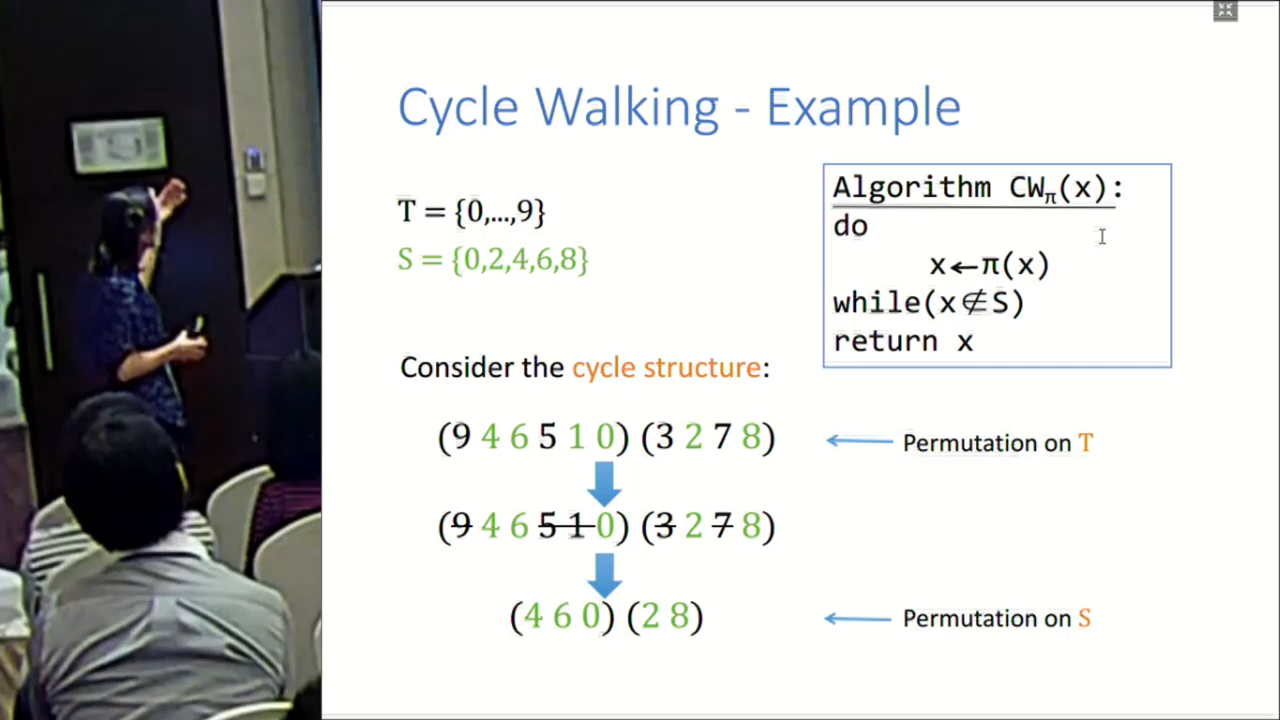 Cycle Walking - Example
T = {0,...,9}
S = {0,2,4,6,8}
Algorithm CWπ(x):
do
x←π(x)
while(x∉S)
return x
Consider the cycle structure:
(9 4 6 5 1 0) (3 2 7 8)
Permutation on T
(9 4 6 5 1 0) (3 2 7 8)
(4 6 0) (2 8)
Permutation on S